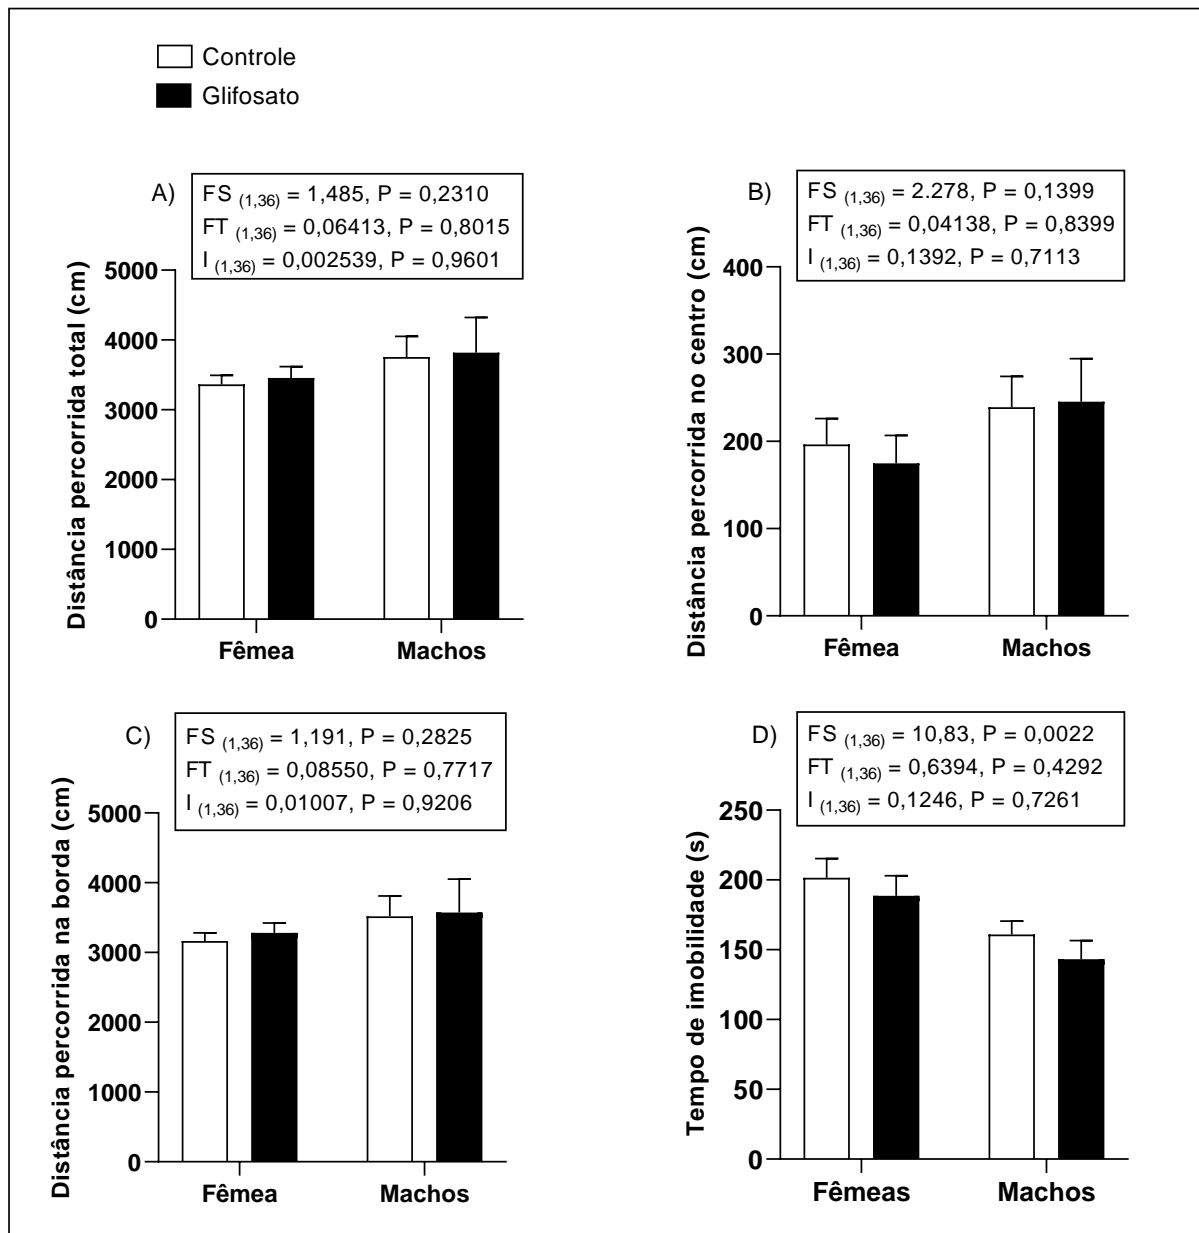 Controle
Glifosato
A)
FS (1,36) = 1,485, P = 0,2310
FT (1,36) = 0,06413, P = 0,8015
I (1,36) = 0,002539, P = 0,9601
Distância percorrida total (cm)
5000
4000
3000
2000
1000
0
Fêmea Machos
B)
FS (1,36) = 2.278, P = 0,1399
FT (1,36) = 0,04138, P = 0,8399
I (1,36) = 0,1392, P = 0,7113
Distância percorrida no centro (cm)
400
300
200
100
0
Fêmea Machos
C)
FS (1,36) = 1,191, P = 0,2825
FT (1,36) = 0,08550, P = 0,7717
I (1,36) = 0,01007, P = 0,9206
Distância percorrida na borda (cm)
5000
4000
3000
2000
1000
0
Fêmea Machos
D)
FS (1,36) = 10,83, P = 0,0022
FT (1,36) = 0,6394, P = 0,4292
I (1,36) = 0,1246, P = 0,7261
Tempo de imobilidade (s)
250
200
150
100
50
0
Fêmeas Machos